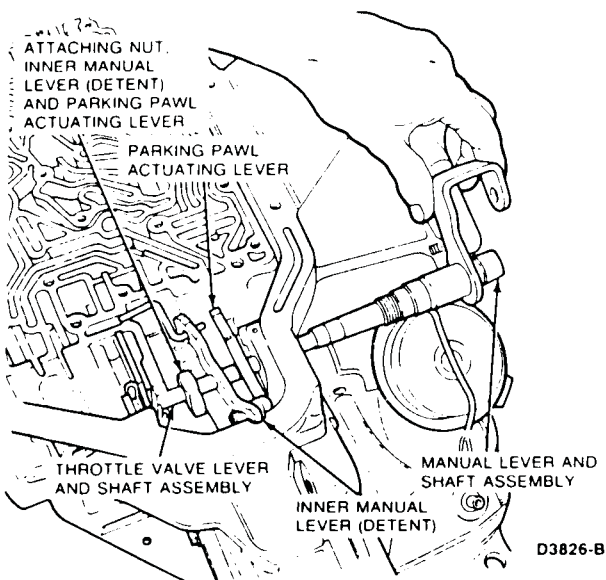 ATTACHING NUT,
INNER MANUAL
LEVER (DETENT)
AND PARKING PAWL
ACTUATING LEVER
PARKING PAWL
ACTUATING LEVER
THROTTLE VALVE LEVER
AND SHAFT ASSEMBLY
INNER MANUAL
LEVER (DETENT)
MANUAL LEVER AND
SHAFT ASSEMBLY
D3826-B